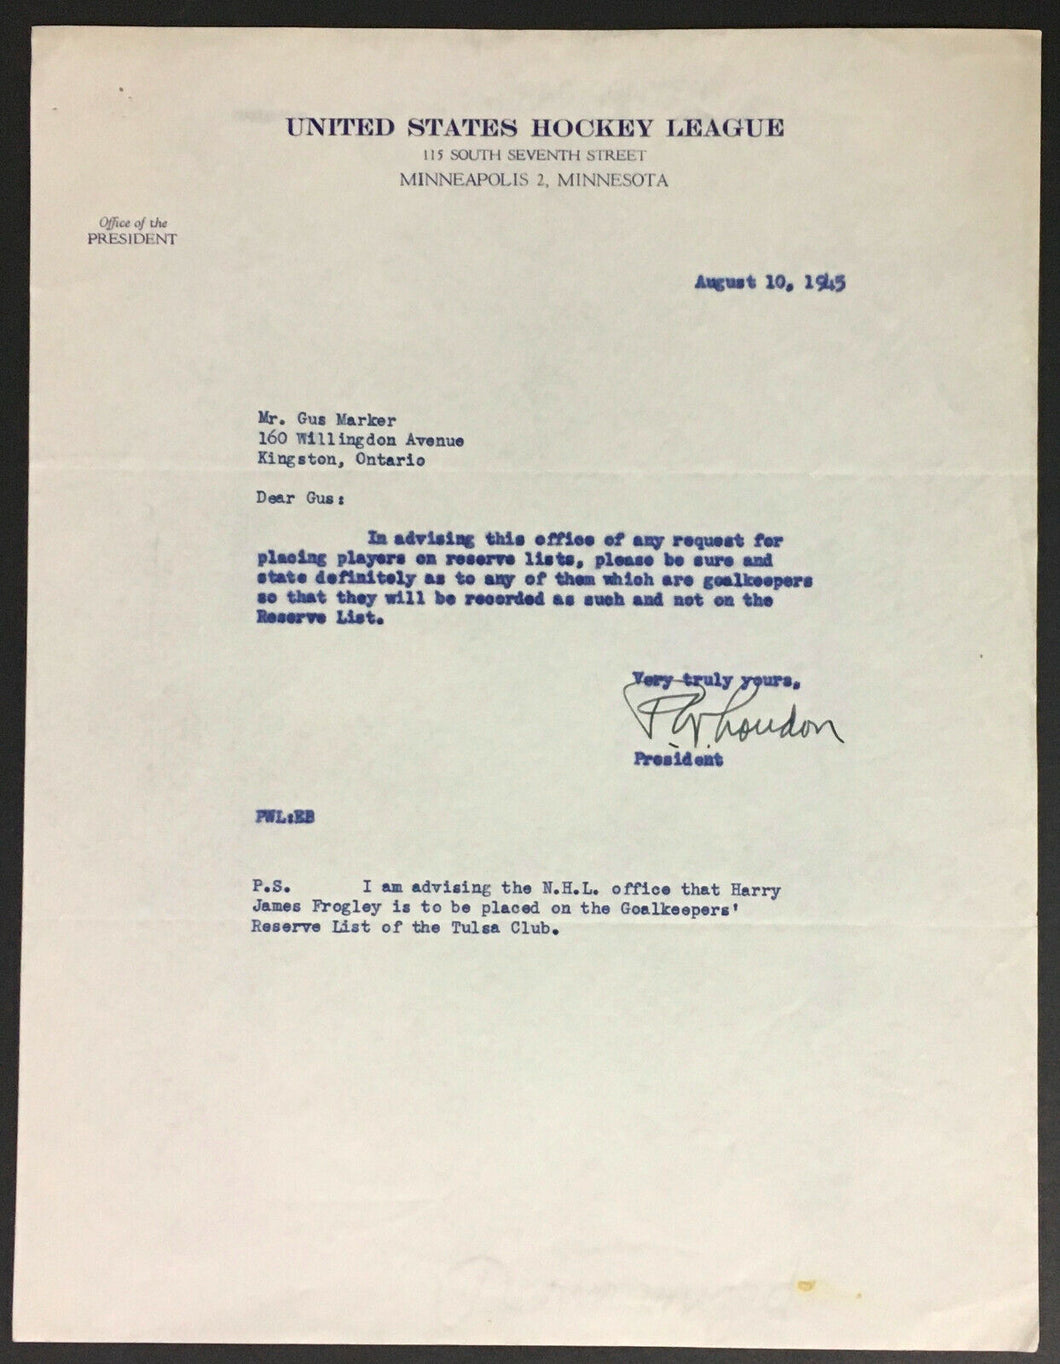 UNITED STATES HOCKEY LEAGUE
115 SOUTH SEVENTH STREET
MINNEAPOLIS 2, MINNESOTA
Office of the
PRESIDENT
August 10, 1945
Mr. Gus Marker
160 Willingdon Avenue
Kingston, Ontario
Dear Gus:
In advising this office of any request for
placing players on reserve lists, please be sure and
state definitely as to any of them which are goalkeepers
so that they will be recorded as such and not on the
Reserve List.
Very truly yours,
P.W. Loudon
President
PWL:EB
P.S. I am advising the N.H.L. office that Harry
James Frogley is to be placed on the Goalkeepers'
Reserve List of the Tulsa Club.